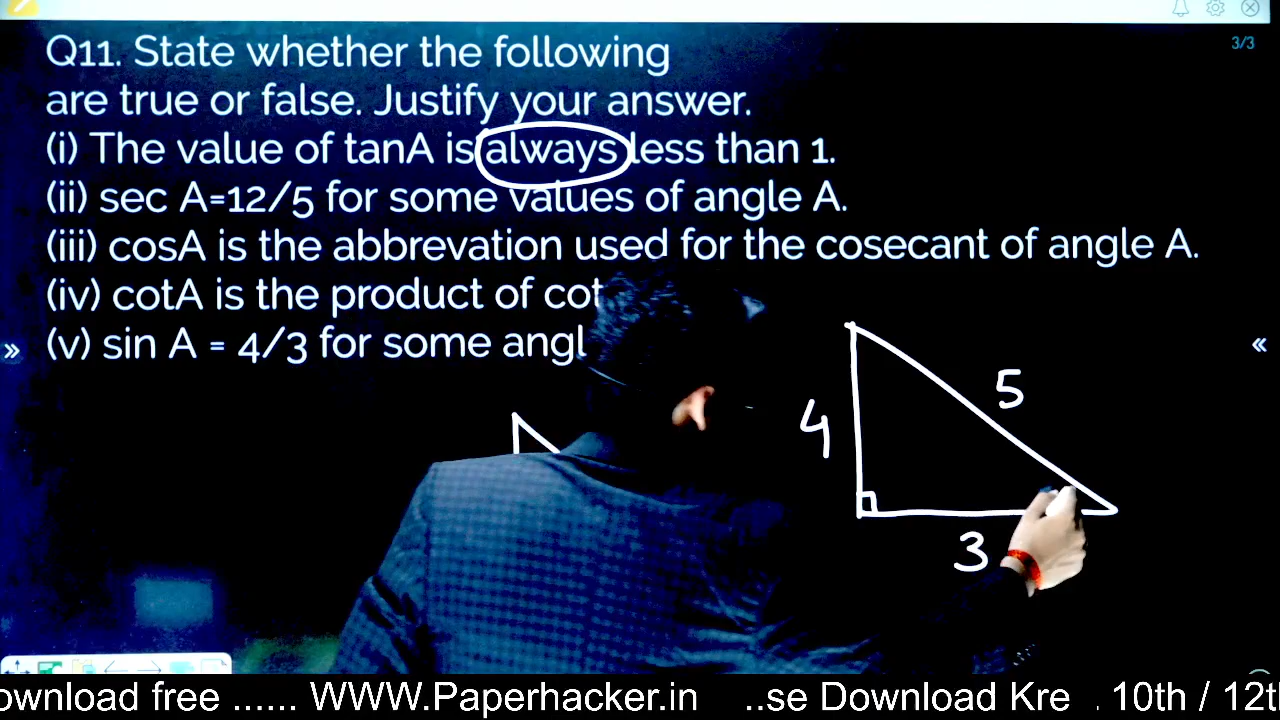 3/3
Q11. State whether the following
are true or false. Justify your answer.
(i) The value of tanA is always less than 1.
(ii) sec A=12/5 for some values of angle A.
(iii) cosA is the abbrevation used for the cosecant of angle A.
(iv) cotA is the product of cot
(v) sin A = 4/3 for some angl
» «
5
4
3
ownload free ...... WWW.Paperhacker.in ..se Download Kre . 10th / 12th